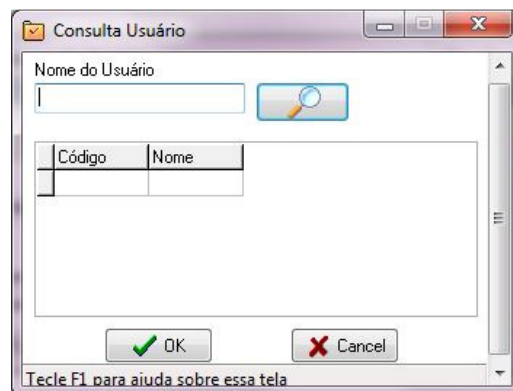 Consulta Usuário
Nome do Usuário
Código Nome
OK Cancel
Tecle F1 para ajuda sobre essa tela